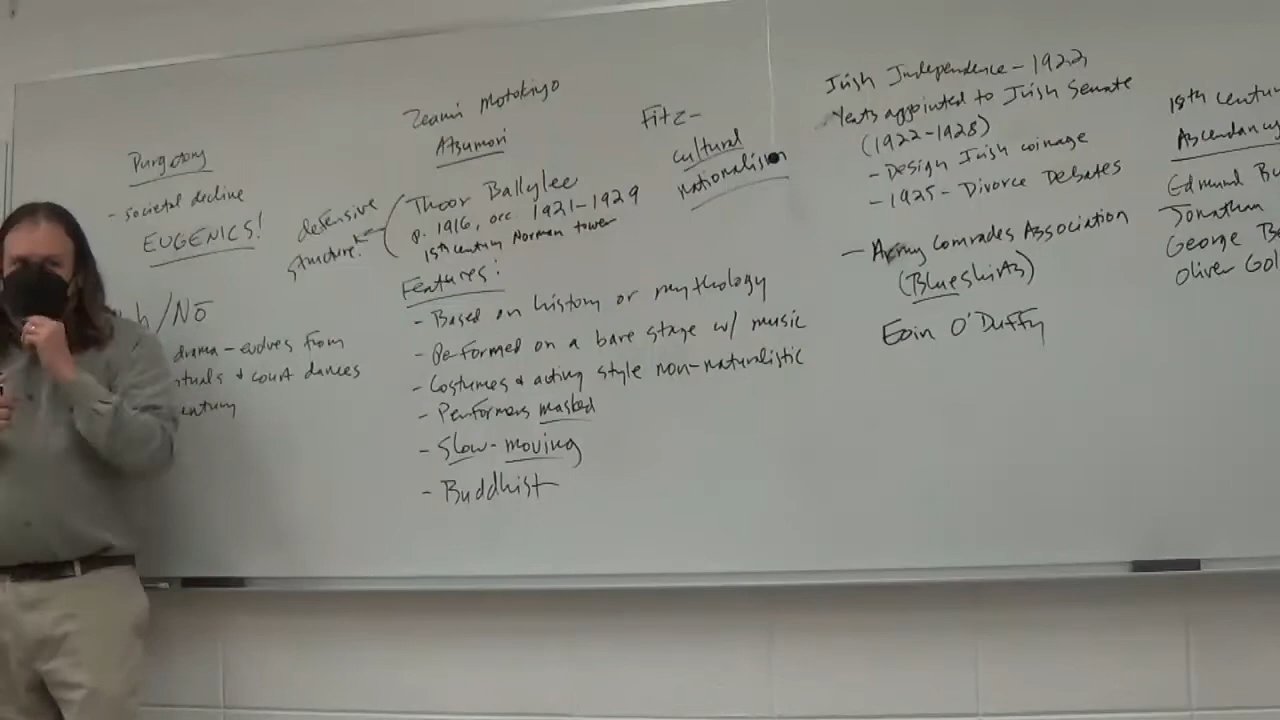 Purgatory
- societal decline
EUGENICS!
h/Nō
drama - evolves from
tuals + court dances
entury
Zeami Motokiyo
Atsumori
defensive
structure!
Thoor Ballylee
p. 1916, occ 1921-1929
15th century Norman tower
Features:
- Based on history or mythology
- Performed on a bare stage w/ music
- Costumes & acting style non-naturalistic
- Performers masked
- Slow-moving
- Buddhist
Fitz-
cultural
nationalism
Irish Independence - 1922
Yeats appointed to Irish Senate
(1922-1928)
- Design Irish coinage
- 1925 - Divorce Debates
- Army Comrades Association
(Blueshirts)
Eoin O'Duffy
18th centur
Ascendancy
Edmund Bu
Jonathan
George Be
Oliver Gol